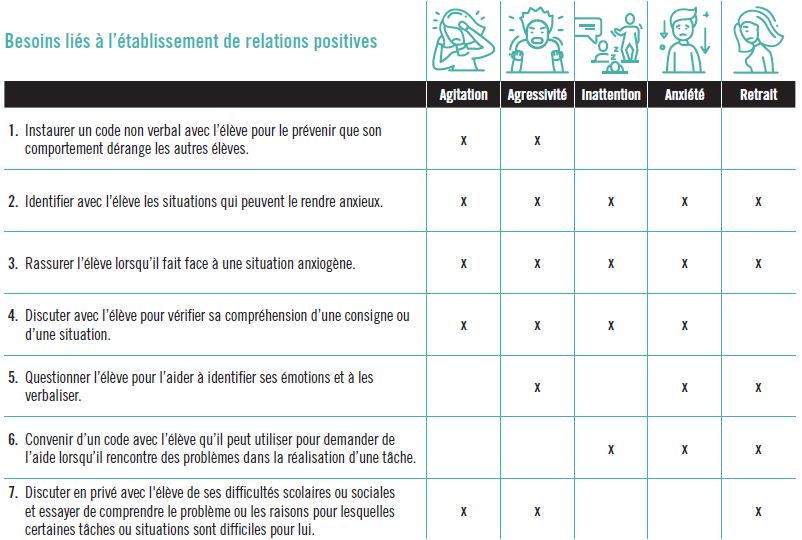 Besoins liés à l'établissement de relations positives
Agitation Agressivité Inattention Anxiété Retrait
1. Instaurer un code non verbal avec l'élève pour le prévenir que son
comportement dérange les autres élèves.
x x
2. Identifier avec l'élève les situations qui peuvent le rendre anxieux. x x x x x
3. Rassurer l'élève lorsqu'il fait face à une situation anxiogène. x x x x x
4. Discuter avec l'élève pour vérifier sa compréhension d'une consigne ou
d'une situation.
x x x x
5. Questionner l'élève pour l'aider à identifier ses émotions et à les
verbaliser.
x x x
6. Convenir d'un code avec l'élève qu'il peut utiliser pour demander de
l'aide lorsqu'il rencontre des problèmes dans la réalisation d'une tâche.
x x x
7. Discuter en privé avec l'élève de ses difficultés scolaires ou sociales
et essayer de comprendre le problème ou les raisons pour lesquelles
certaines tâches ou situations sont difficiles pour lui.
x x x